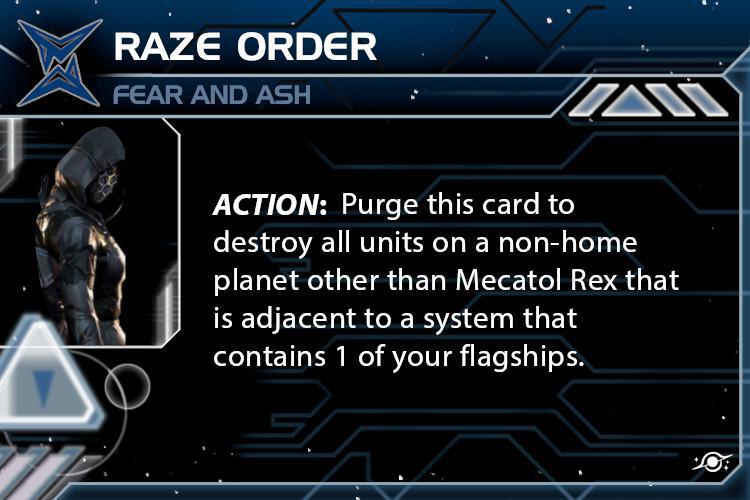 RAZE ORDER
FEAR AND ASH
ACTION: Purge this card to
destroy all units on a non-home
planet other than Mecatol Rex that
is adjacent to a system that
contains 1 of your flagships.